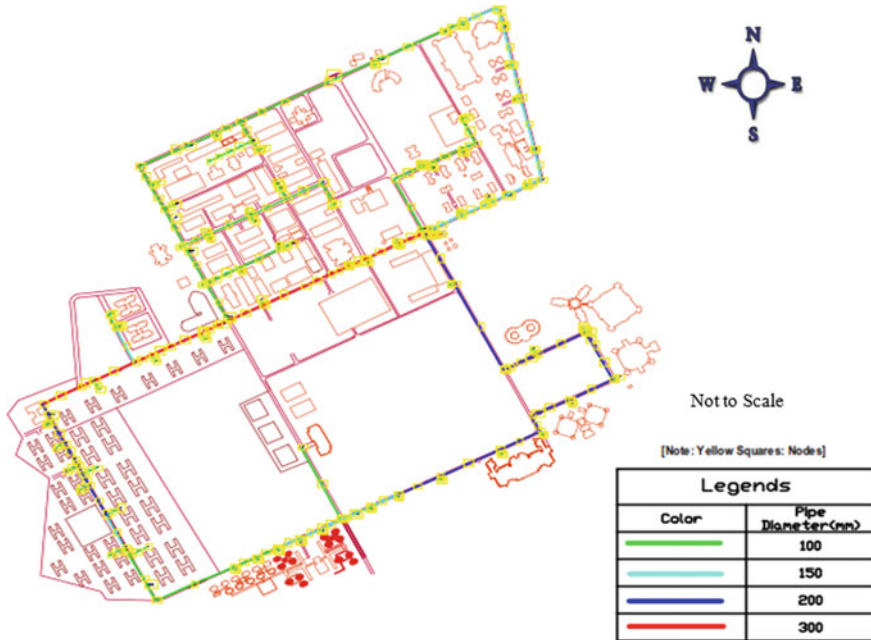 N
W E
S
Not to Scale
[Note: Yellow Squares: Nodes]
Legends
Color Pipe Diameter(mm)
100
150
200
300